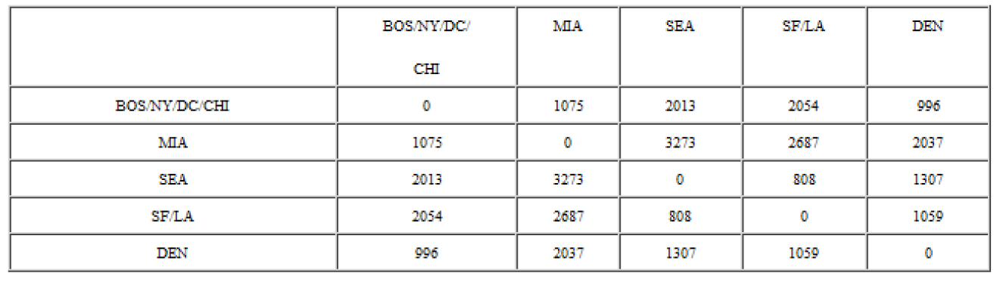 BOS/NY/DC/ MIA SEA SF/LA DEN
CHI
BOS/NY/DC/CHI 0 1075 2013 2054 996
MIA 1075 0 3273 2687 2037
SEA 2013 3273 0 808 1307
SF/LA 2054 2687 808 0 1059
DEN 996 2037 1307 1059 0